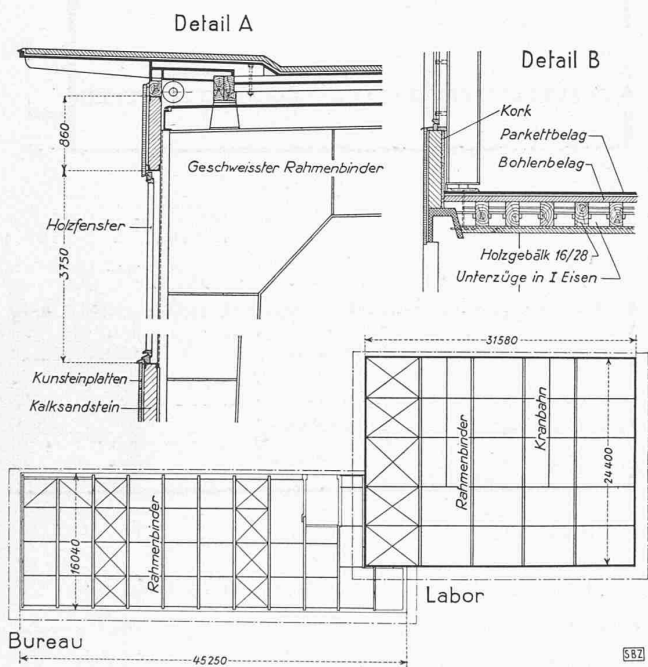 Detail A
860
Geschweisster Rahmenbinder
Holzfenster
3750
Kunsteinplatten
Kalksandstein
Detail B
Kork
Parkettbelag
Bohlenbelag
Holzgebälk 16/28
Unterzüge in I Eisen
31580
Rahmenbinder
Kranbahn
24400
Labor
16040
Rahmenbinder
Bureau
45250
SBZ